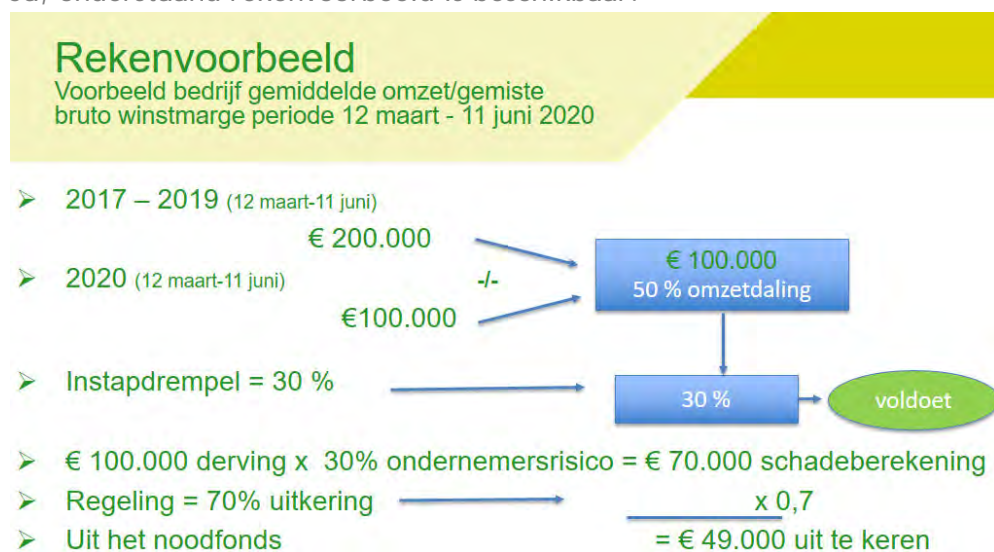 Rekenvoorbeeld
Voorbeeld bedrijf gemiddelde omzet/gemiste
bruto winstmarge periode 12 maart - 11 juni 2020
➢ 2017 – 2019 (12 maart-11 juni)
€ 200.000
➢ 2020 (12 maart-11 juni)
-/-
€100.000
€ 100.000
50 % omzetdaling
➢ Instapdrempel = 30 %
30 %
voldoet
➢ € 100.000 derving x 30% ondernemersrisico = € 70.000 schadeberekening
➢ Regeling = 70% uitkering x 0,7
➢ Uit het noodfonds = € 49.000 uit te keren